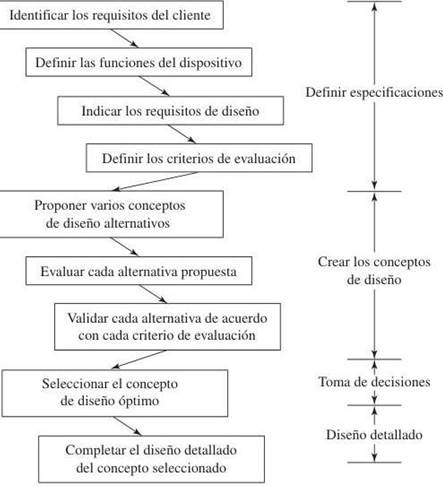 Identificar los requisitos del cliente
Definir las funciones del dispositivo
Indicar los requisitos de diseño
Definir los criterios de evaluación
Definir especificaciones
Proponer varios conceptos
de diseño alternativos
Evaluar cada alternativa propuesta
Validar cada alternativa de acuerdo
con cada criterio de evaluación
Crear los conceptos
de diseño
Seleccionar el concepto
de diseño óptimo
Toma de decisiones
Completar el diseño detallado
del concepto seleccionado
Diseño detallado